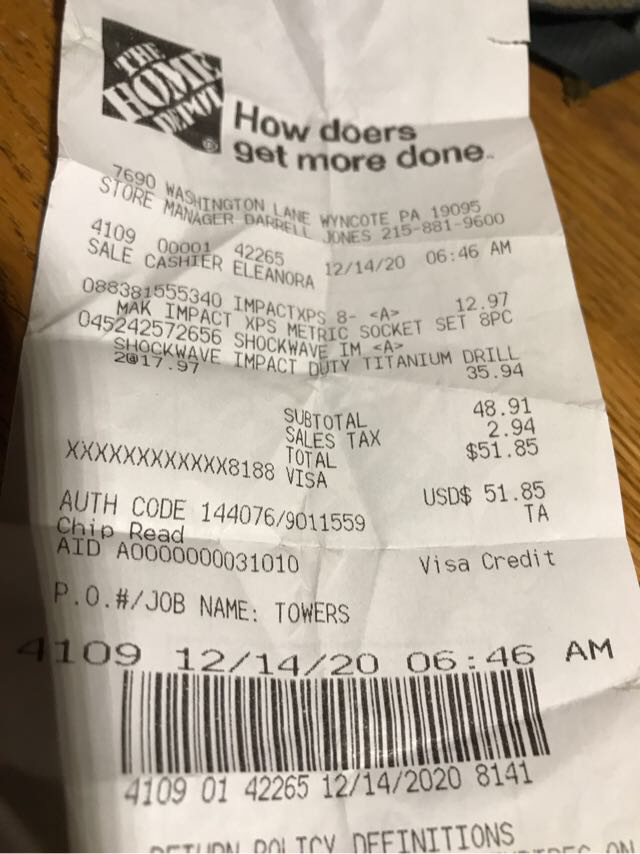 THE
HOME
DEPOT
®
How doers
get more done™
7690 WASHINGTON LANE WYNCOTE PA 19095
STORE MANAGER DARRELL JONES 215-881-9600
4109 00001 42265 12/14/20 06:46 AM
SALE CASHIER ELEANORA
088381555340 IMPACTXPS 8- <A> 12.97
MAK IMPACT XPS METRIC SOCKET SET 8PC
045242572656 SHOCKWAVE IM <A>
SHOCKWAVE IMPACT DUTY TITANIUM DRILL
2@17.97 35.94
SUBTOTAL 48.91
SALES TAX 2.94
TOTAL $51.85
XXXXXXXXXXXX8188 VISA
USD$ 51.85
AUTH CODE 144076/9011559 TA
Chip Read
AID A0000000031010 Visa Credit
P.O.#/JOB NAME: TOWERS
4109 12/14/20 06:46 AM
4109 01 42265 12/14/2020 8141
RETURN POLICY DEFINITIONS
ON